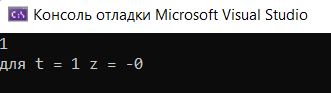 Консоль отладки Microsoft Visual Studio
1
для t = 1 z = -0